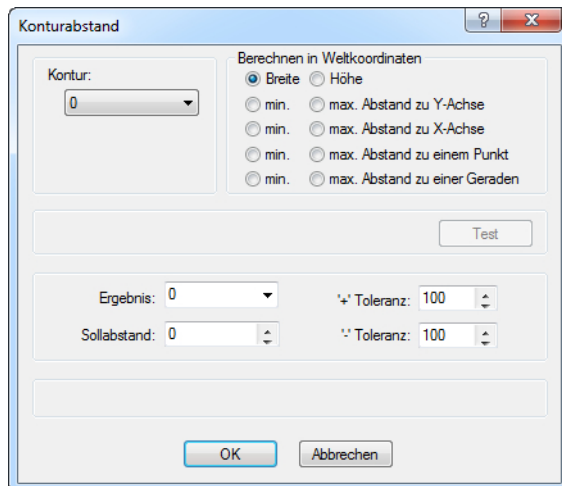 Konturabstand
Kontur:
0
Berechnen in Weltkoordinaten
Breite Höhe
min. max. Abstand zu Y-Achse
min. max. Abstand zu X-Achse
min. max. Abstand zu einem Punkt
min. max. Abstand zu einer Geraden
Test
Ergebnis: 0 '+' Toleranz: 100
Sollabstand: 0 '-' Toleranz: 100
OK Abbrechen